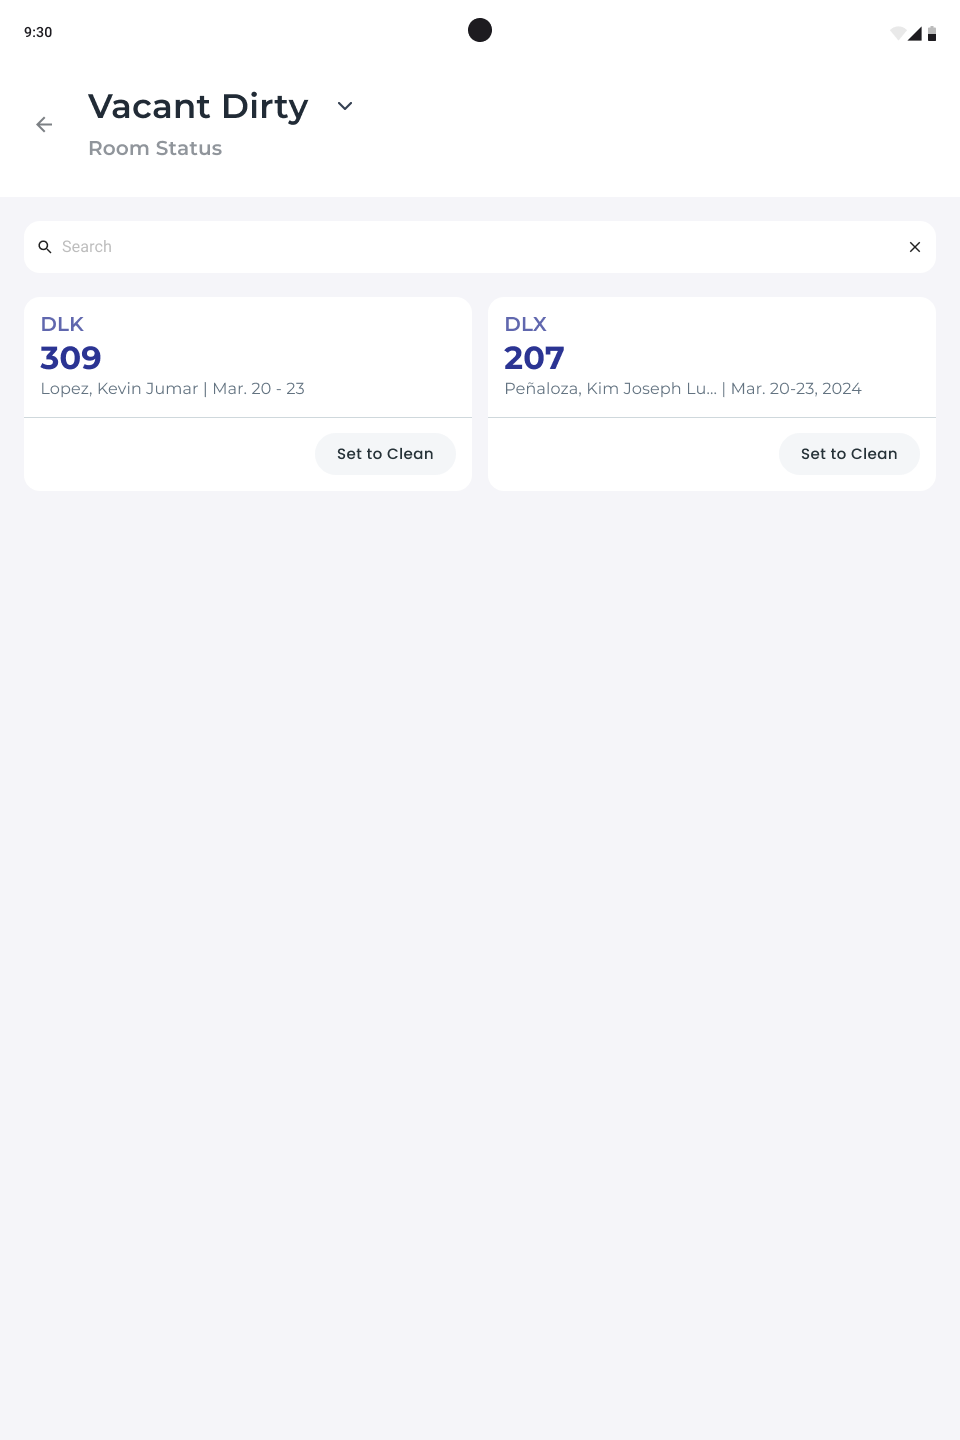 9:30
Vacant Dirty
Room Status
Search
DLK
309
Lopez, Kevin Jumar | Mar. 20 - 23
Set to Clean
DLX
207
Peñaloza, Kim Joseph Lu... | Mar. 20-23, 2024
Set to Clean